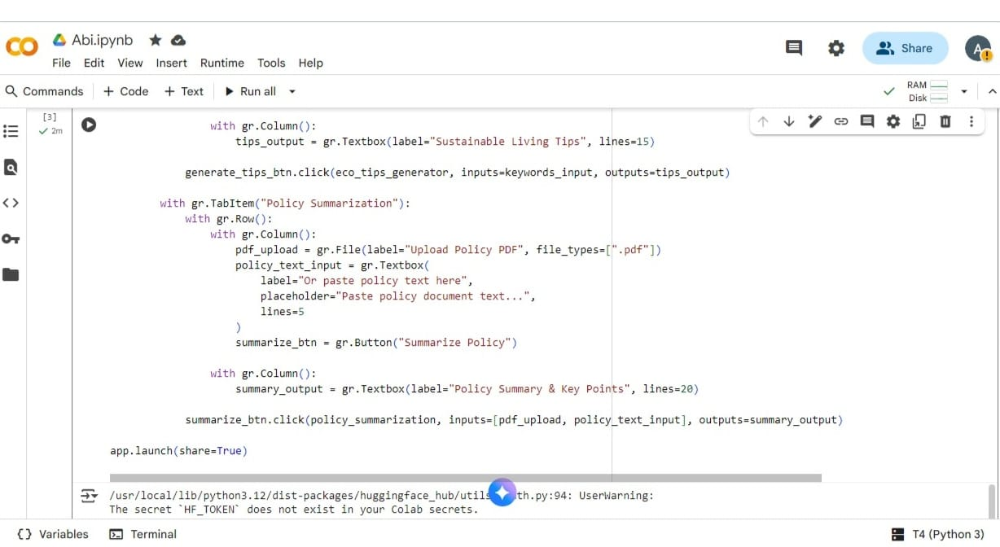 Abi.ipynb
File Edit View Insert Runtime Tools Help
Share
A
Commands + Code + Text Run all
RAM
Disk
[3]
2m
with gr.Column():
tips_output = gr.Textbox(label="Sustainable Living Tips", lines=15)
generate_tips_btn.click(eco_tips_generator, inputs=keywords_input, outputs=tips_output)
with gr.TabItem("Policy Summarization"):
with gr.Row():
with gr.Column():
pdf_upload = gr.File(label="Upload Policy PDF", file_types=[".pdf"])
policy_text_input = gr.Textbox(
label="Or paste policy text here",
placeholder="Paste policy document text...",
lines=5
)
summarize_btn = gr.Button("Summarize Policy")
with gr.Column():
summary_output = gr.Textbox(label="Policy Summary & Key Points", lines=20)
summarize_btn.click(policy_summarization, inputs=[pdf_upload, policy_text_input], outputs=summary_output)
app.launch(share=True)
/usr/local/lib/python3.12/dist-packages/huggingface_hub/utils th.py:94: UserWarning:
The secret `HF_TOKEN` does not exist in your Colab secrets.
Variables Terminal
T4 (Python 3)